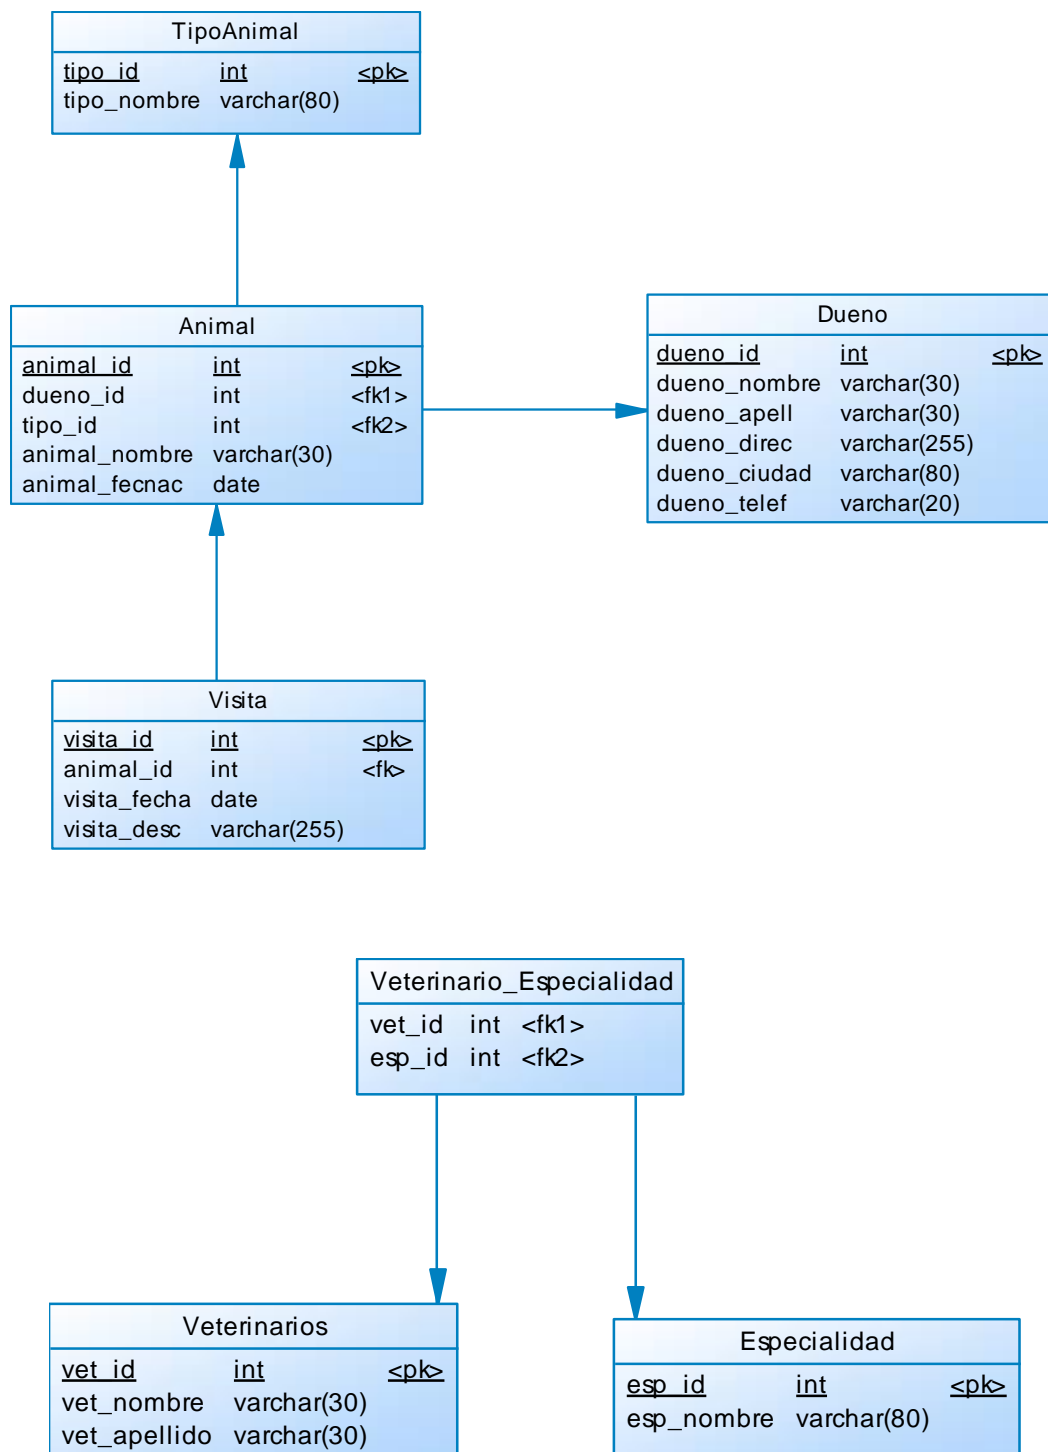 TipoAnimal
tipo_id int <pk>
tipo_nombre varchar(80)
Animal
animal_id int <pk>
dueno_id int <fk1>
tipo_id int <fk2>
animal_nombre varchar(30)
animal_fecnac date
Dueno
dueno_id int <pk>
dueno_nombre varchar(30)
dueno_apell varchar(30)
dueno_direc varchar(255)
dueno_ciudad varchar(80)
dueno_telef varchar(20)
Visita
visita_id int <pk>
animal_id int <fk>
visita_fecha date
visita_desc varchar(255)
Veterinario_Especialidad
vet_id int <fk1>
esp_id int <fk2>
Veterinarios
vet_id int <pk>
vet_nombre varchar(30)
vet_apellido varchar(30)
Especialidad
esp_id int <pk>
esp_nombre varchar(80)